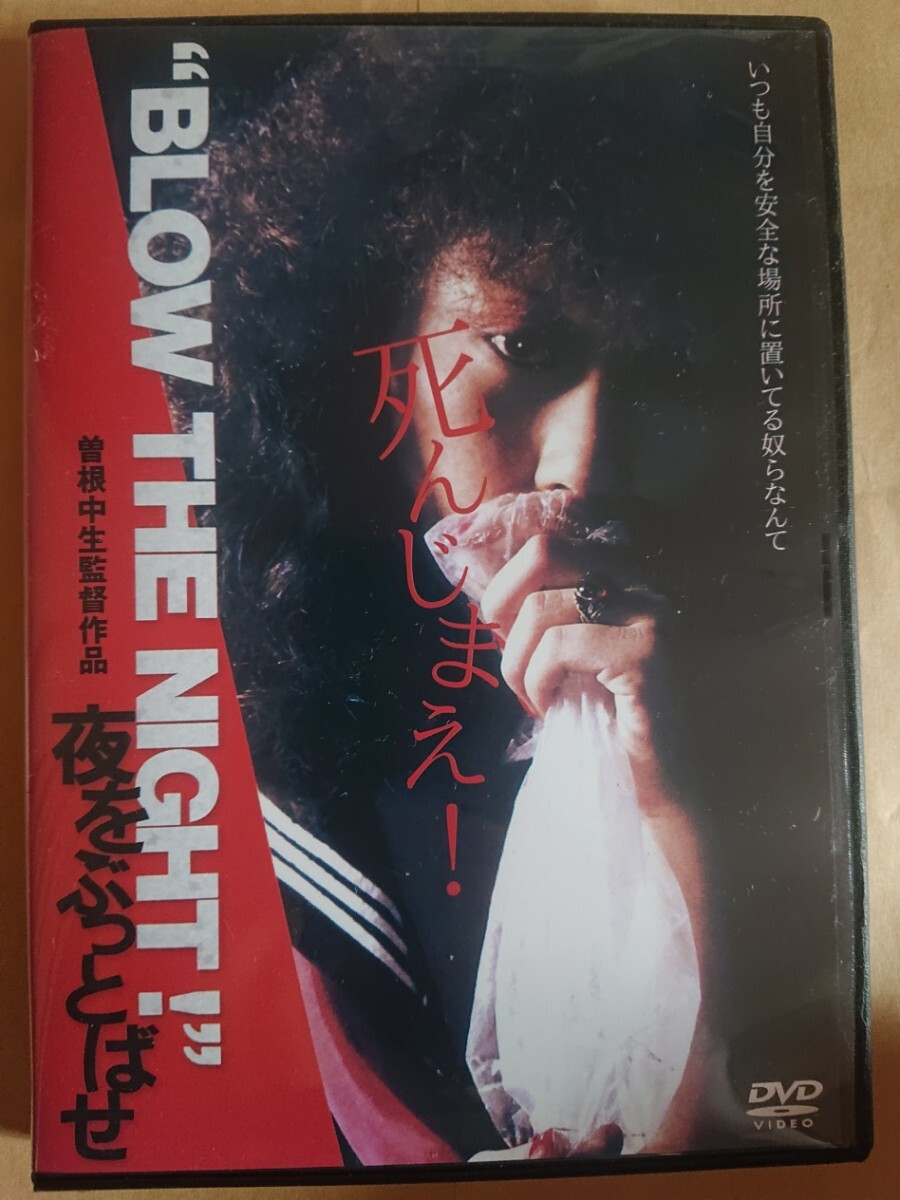 いつも自分を安全な場所に置いてる奴らなんて
死んじまえ！
“BLOW THE NIGHT!”
曽根中生監督作品
夜をぶっとばせ
DVD
VIDEO